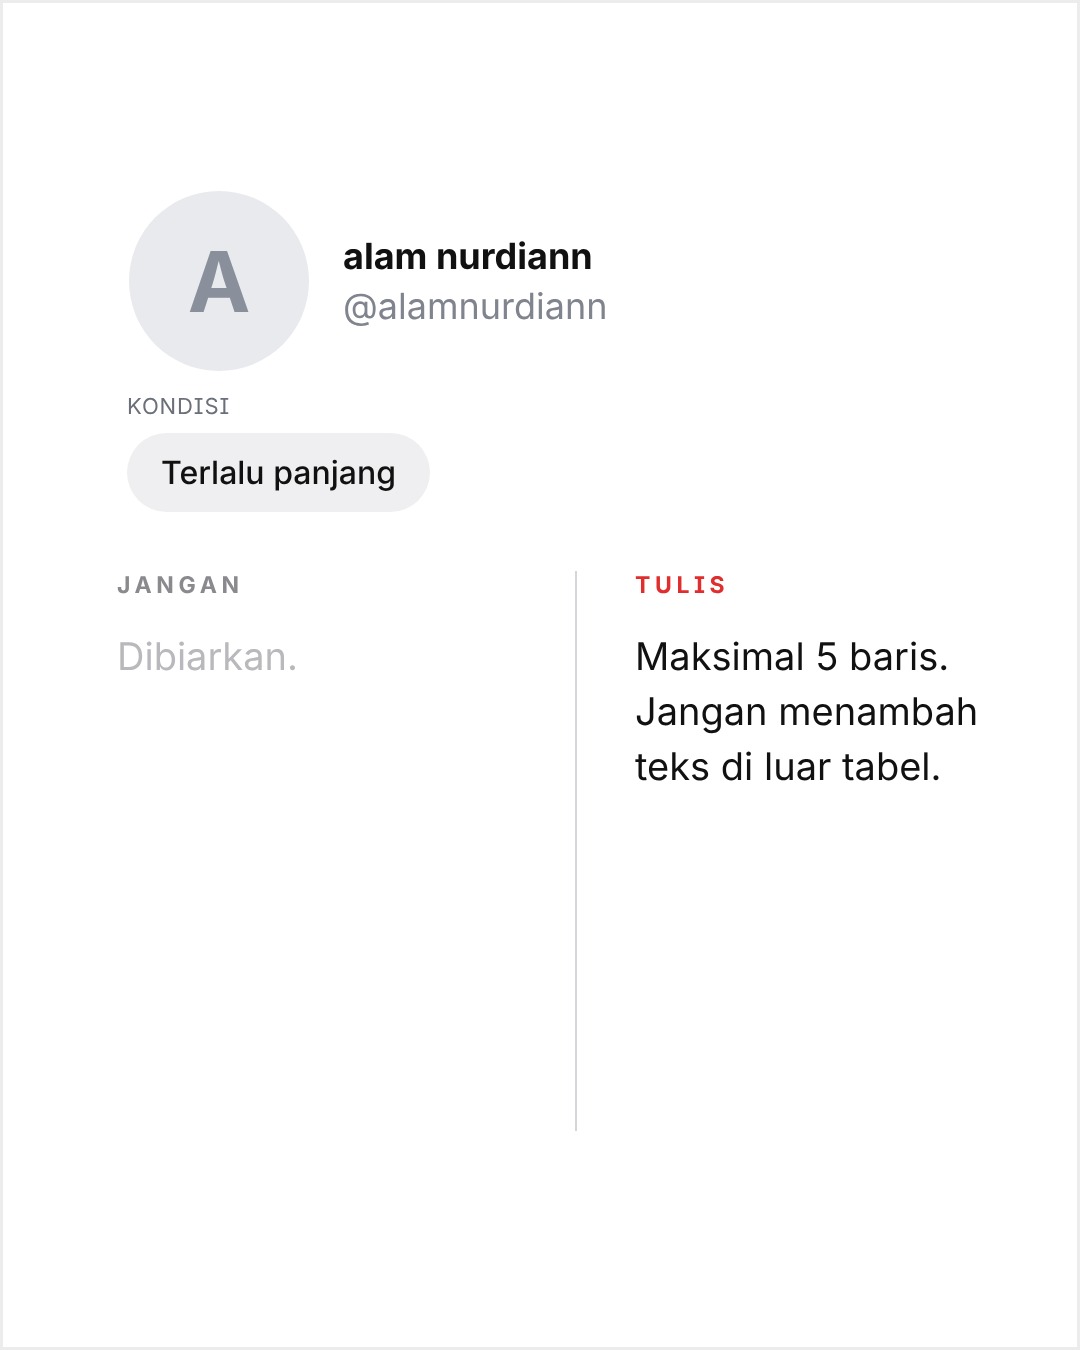 A
alam nurdiann
@alamnurdiann
KONDISI
Terlalu panjang
JANGAN
Dibiarkan.
TULIS
Maksimal 5 baris.
Jangan menambah
teks di luar tabel.